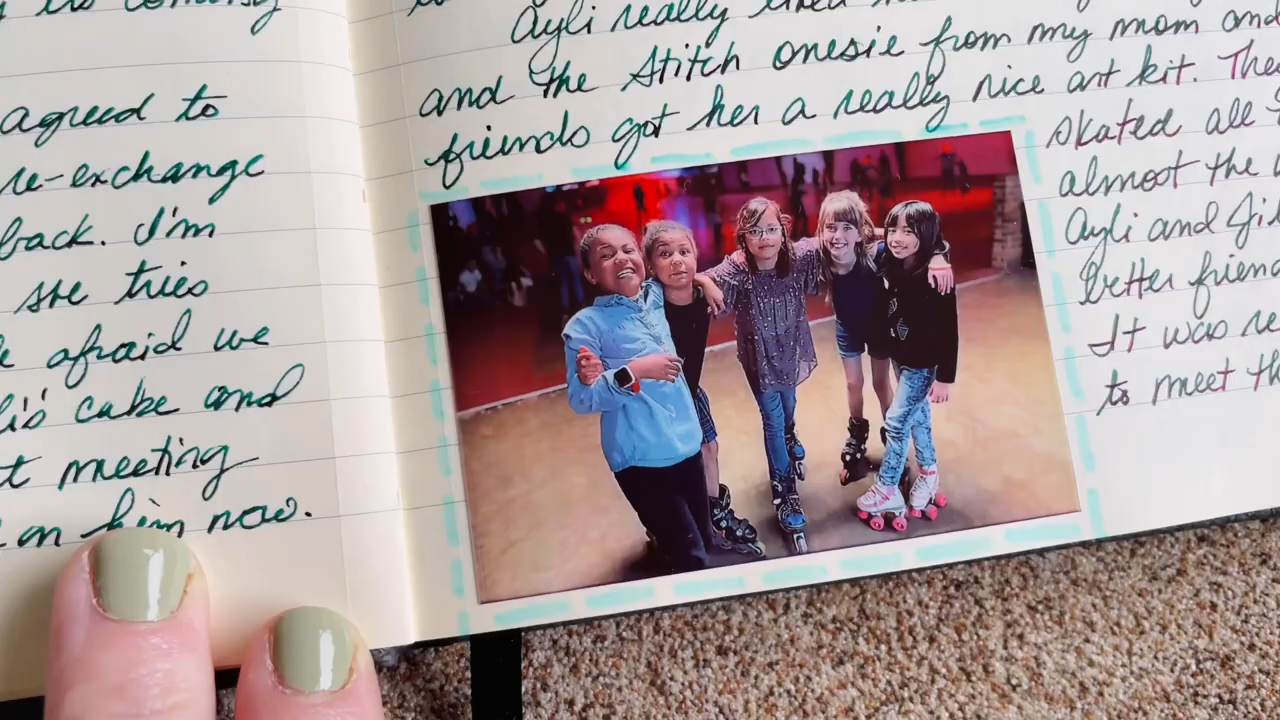 agreed to
re-exchange
back. I'm
she tries
afraid we
cake and
meeting
on him now.
Ayli really
and the Stitch onesie from my mom and
friends got her a really nice art kit.
skated all
almost the
Ayli and
better
It was
to meet